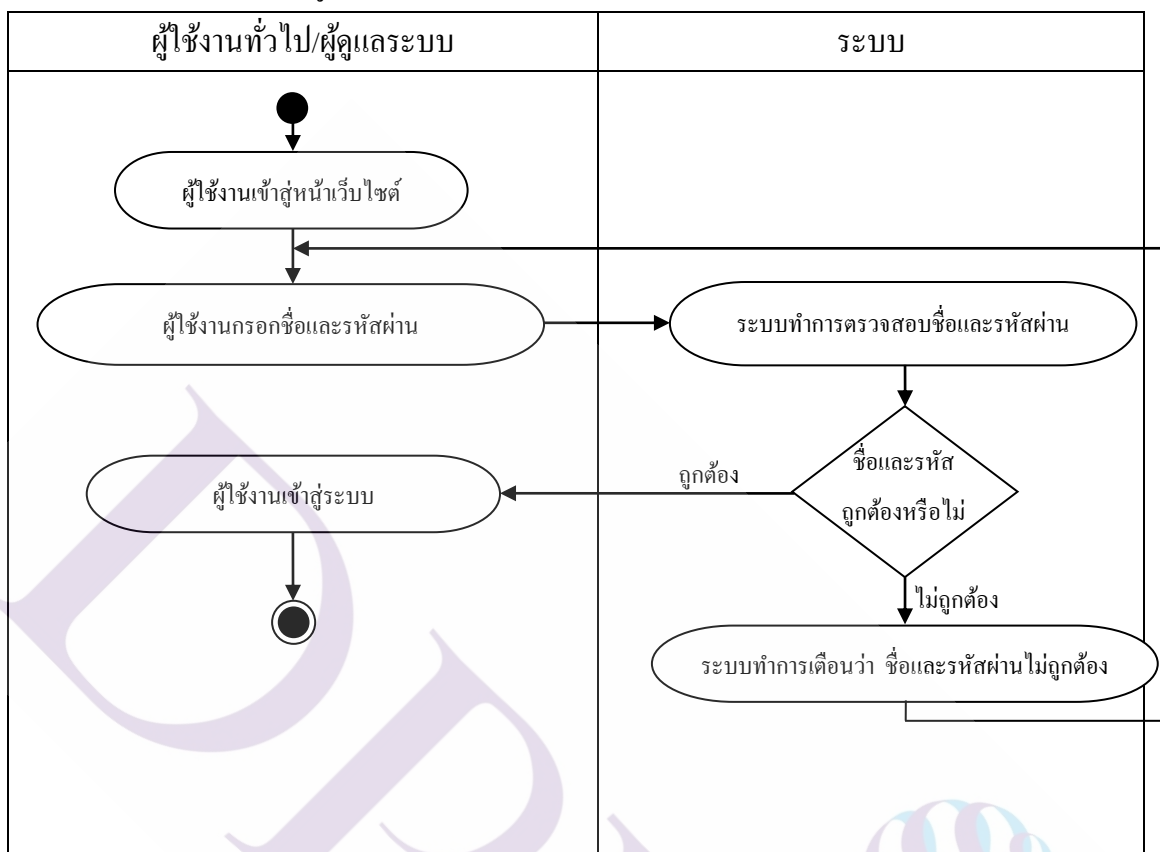 ผู้ใช้งานทั่วไป/ผู้ดูแลระบบ
ระบบ
ผู้ใช้งานเข้าสู่หน้าเว็บไซต์
ผู้ใช้งานกรอกชื่อและรหัสผ่าน
ระบบทำการตรวจสอบชื่อและรหัสผ่าน
ชื่อและรหัส
ถูกต้องหรือไม่
ถูกต้อง
ผู้ใช้งานเข้าสู่ระบบ
ไม่ถูกต้อง
ระบบทำการเตือนว่า ชื่อและรหัสผ่านไม่ถูกต้อง